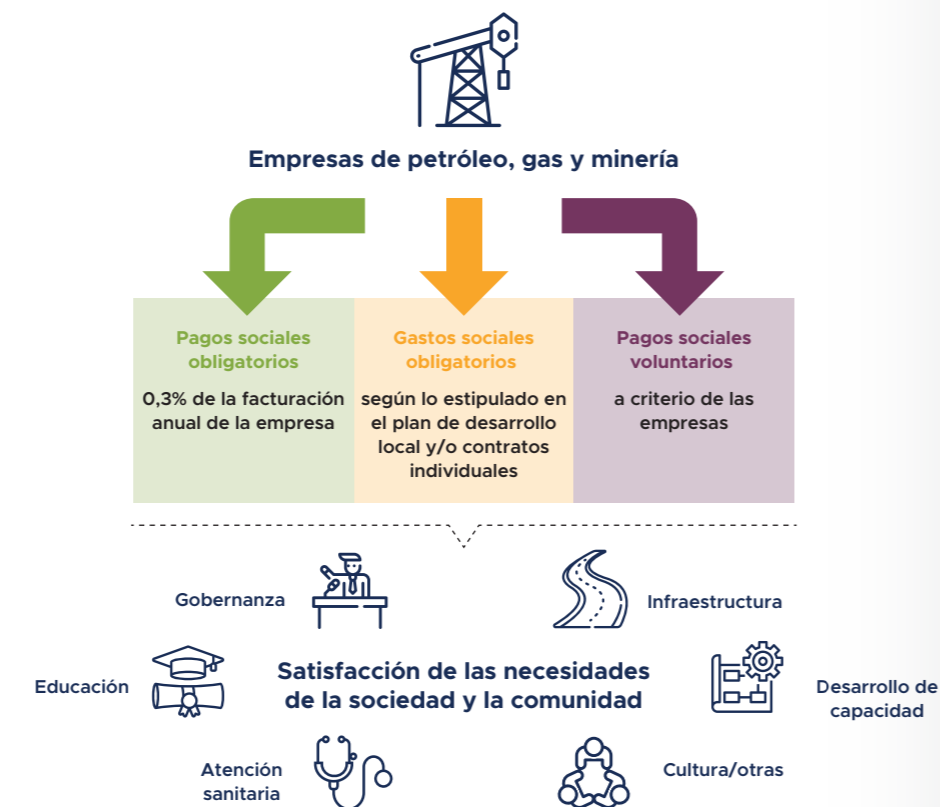 Empresas de petróleo, gas y minería
Pagos sociales
obligatorios
0,3% de la facturación
anual de la empresa
Gastos sociales
obligatorios
según lo estipulado en
el plan de desarrollo
local y/o contratos
individuales
Pagos sociales
voluntarios
a criterio de las
empresas
Gobernanza
Infraestructura
Educación
Satisfacción de las necesidades
de la sociedad y la comunidad
Desarrollo de
capacidad
Atención
sanitaria
Cultura/otras